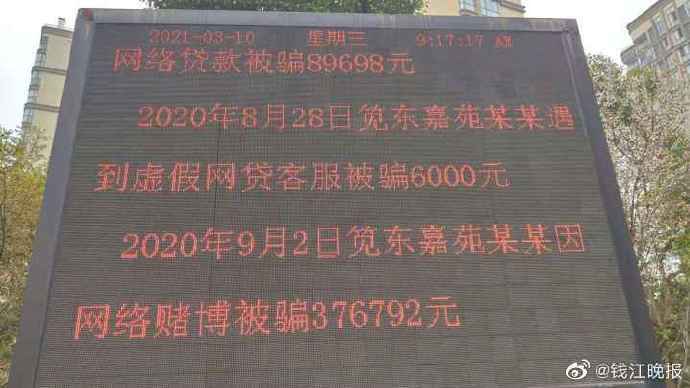 2021-03-10 星期三 9:17:17 AM
网络贷款被骗89698元
2020年8月28日笕东嘉苑某某遇
到虚假网贷客服被骗6000元
2020年9月2日笕东嘉苑某某因
网络赌博被骗376792元
@钱江晚报